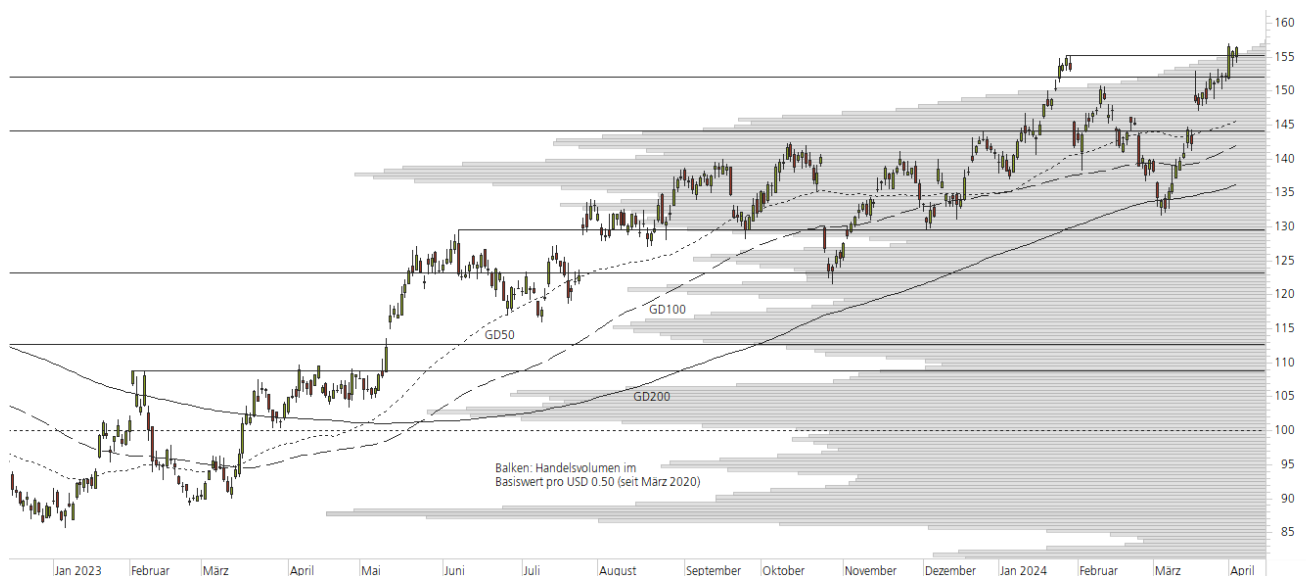 160
155
150
145
140
135
130
125
120
115
110
105
100
95
90
85
GD100
GD50
GD200
Balken: Handelsvolumen im
Basiswert pro USD 0.50 (seit März 2020)
Jan 2023 Februar März April Mai Juni Juli August September Oktober November Dezember Jan 2024 Februar März April